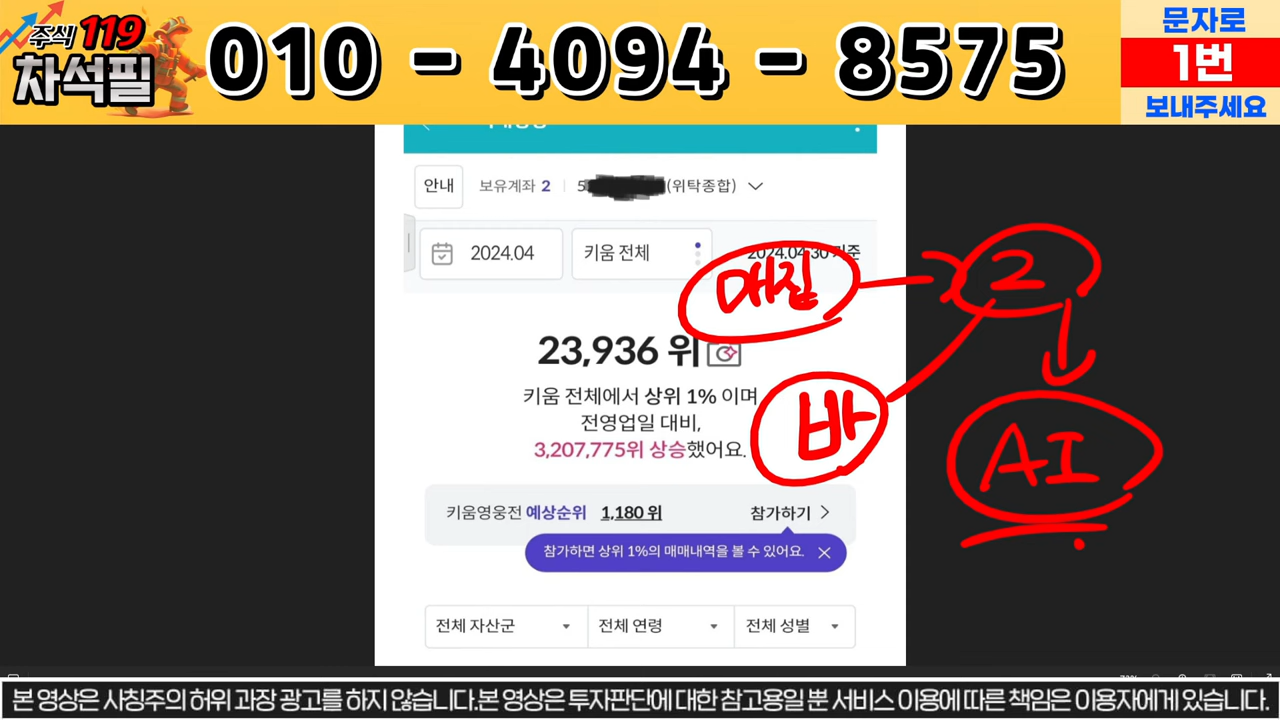 주식 119
차석필
010 - 4094 - 8575
문자로
1번
보내주세요
안내
보유계좌 2
(위탁종합)
2024.04
키움 전체
2024.04.30 기준
매집
2
23,936 위
키움 전체에서 상위 1% 이며
전영업일 대비,
3,207,775위 상승했어요.
바
AI
키움영웅전 예상순위 1,180 위
참가하기
참가하면 상위 1%의 매매내역을 볼 수 있어요.
전체 자산군
전체 연령
전체 성별
본 영상은 사칭주의 허위 과장 광고를 하지 않습니다.본 영상은 투자판단에 대한 참고용일 뿐 서비스 이용에 따른 책임은 이용자에게 있습니다.